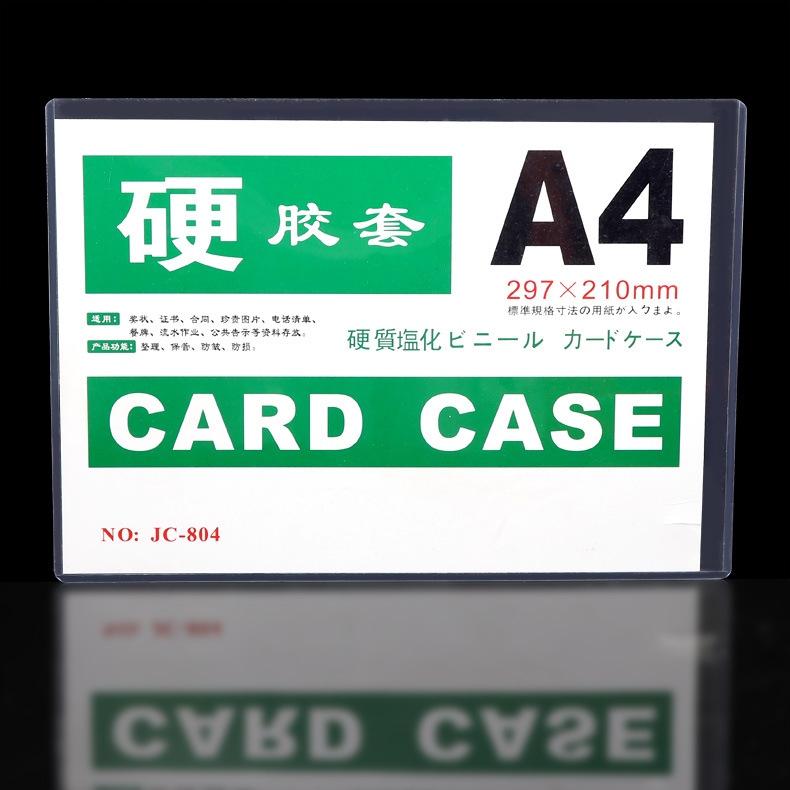 硬胶套
A4
297×210mm
標準規格寸法の用紙が入ります。
适用： 奖状、证书、合同、珍贵图片、电话清单、
餐牌、流水作业、公共告示等资料存放。
产品功能： 整理、保管、防皱、防损。
硬質塩化ビニール カードケース
CARD CASE
NO: JC-804